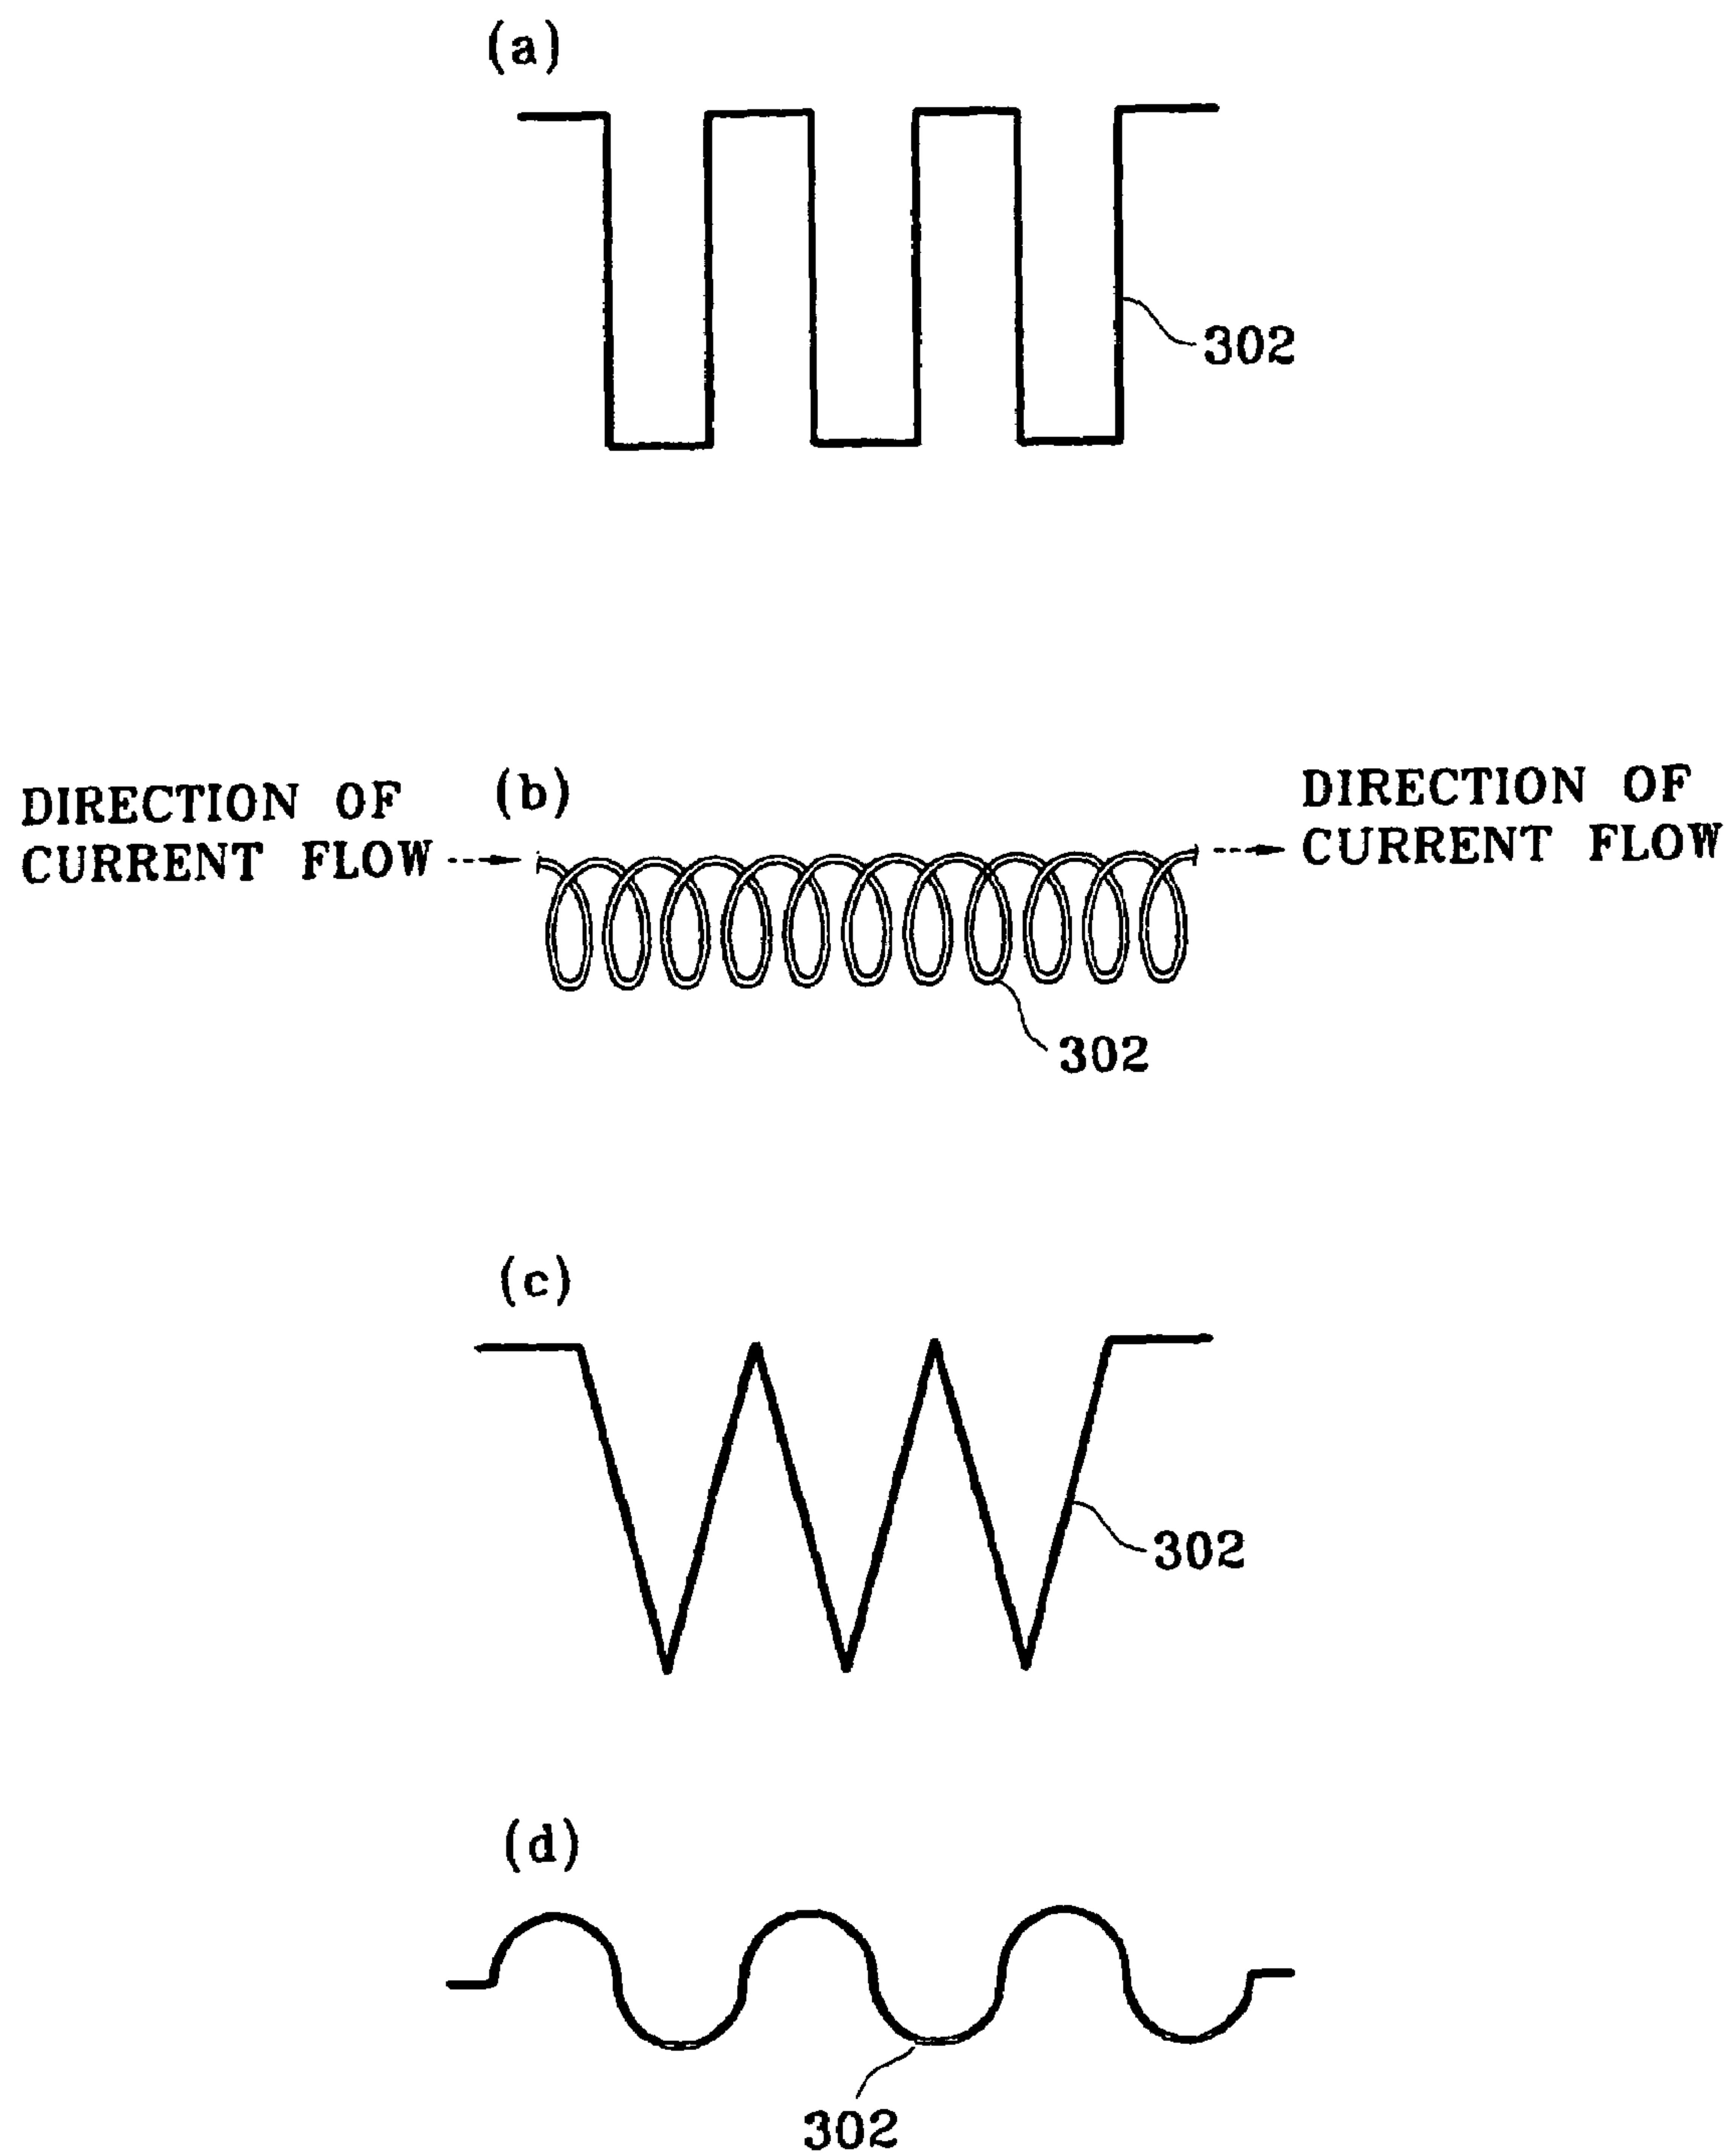 (a)
302
(b)
DIRECTION OF
CURRENT FLOW
DIRECTION OF
CURRENT FLOW
302
(c)
302
(d)
302